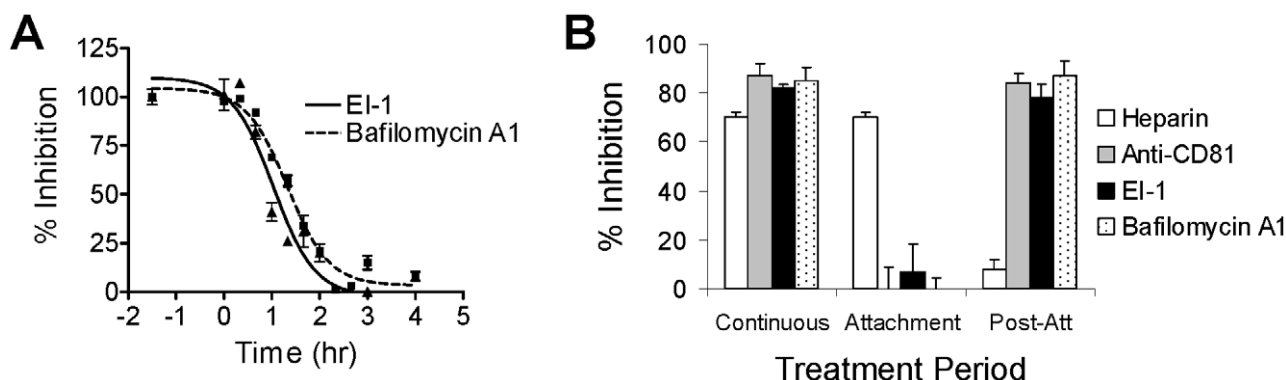 A
125
100
75
50
25
0
% Inhibition
-2 -1 0 1 2 3 4 5
Time (hr)
EI-1
Bafilomycin A1
B
100
80
60
40
20
0
% Inhibition
Continuous Attachment Post-Att
Treatment Period
Heparin
Anti-CD81
EI-1
Bafilomycin A1